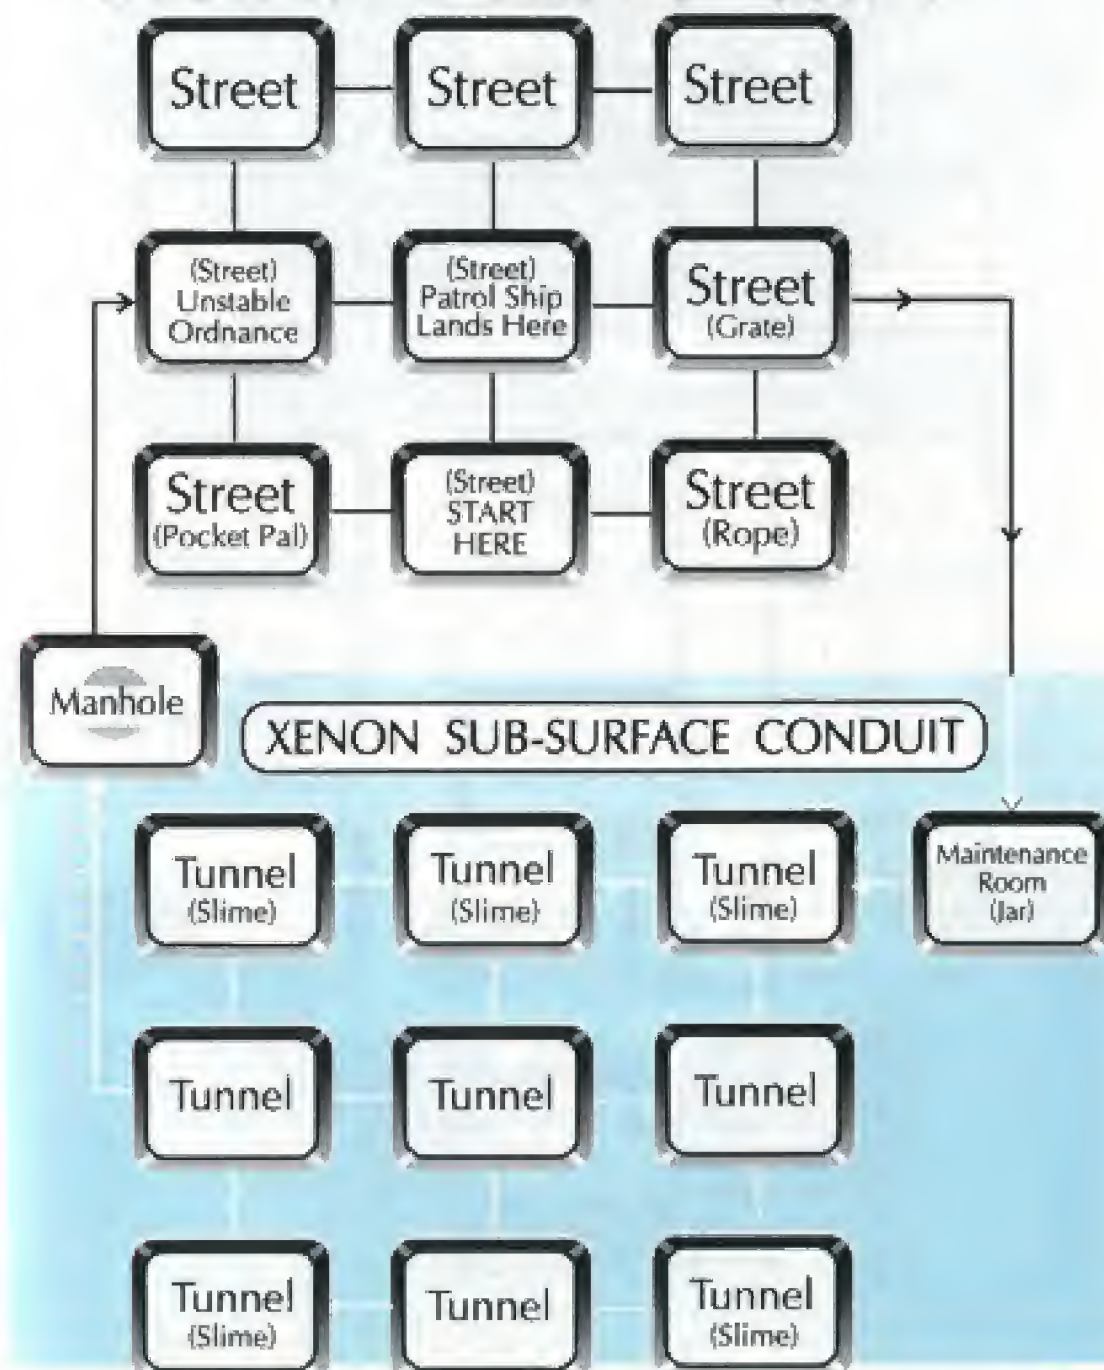 Street
Street
Street
(Street)
Unstable
Ordnance
(Street)
Patrol Ship
Lands Here
Street
(Grate)
Street
(Pocket Pal)
(Street)
START
HERE
Street
(Rope)
Manhole
XENON SUB-SURFACE CONDUIT
Tunnel
(Slime)
Tunnel
(Slime)
Tunnel
(Slime)
Maintenance
Room
(Jar)
Tunnel
Tunnel
Tunnel
Tunnel
(Slime)
Tunnel
Tunnel
(Slime)